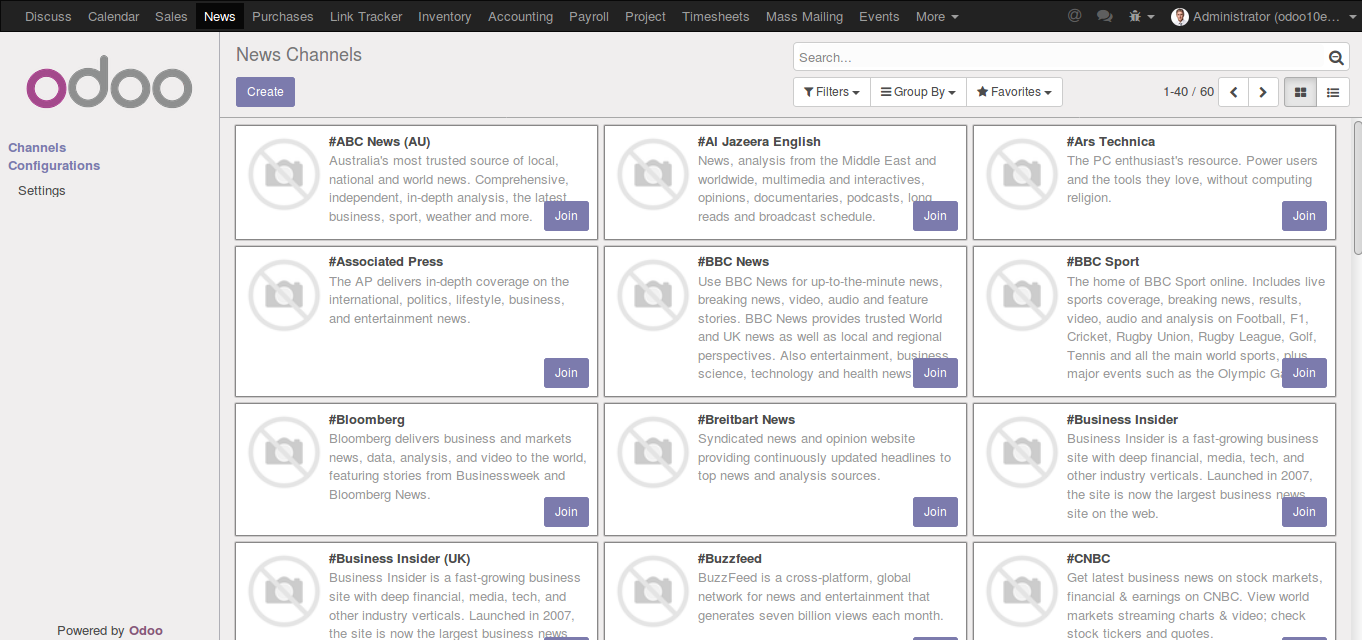 Discuss Calendar Sales News Purchases Link Tracker Inventory Accounting Payroll Project Timesheets Mass Mailing Events More @ Administrator (odoo10e...
odoo
News Channels
Search...
Create
Filters Group By Favorites 1-40 / 60
Channels
Configurations
Settings
#ABC News (AU)
Australia's most trusted source of local,
national and world news. Comprehensive,
independent, in-depth analysis, the latest
business, sport, weather and more.
Join
#Al Jazeera English
News, analysis from the Middle East and
worldwide, multimedia and interactives,
opinions, documentaries, podcasts, long
reads and broadcast schedule.
Join
#Ars Technica
The PC enthusiast's resource. Power users
and the tools they love, without computing
religion.
Join
#Associated Press
The AP delivers in-depth coverage on the
international, politics, lifestyle, business,
and entertainment news.
Join
#BBC News
Use BBC News for up-to-the-minute news,
breaking news, video, audio and feature
stories. BBC News provides trusted World
and UK news as well as local and regional
perspectives. Also entertainment, business
science, technology and health news
Join
#BBC Sport
The home of BBC Sport online. Includes live
sports coverage, breaking news, results,
video, audio and analysis on Football, F1,
Cricket, Rugby Union, Rugby League, Golf,
Tennis and all the main world sports, plus
major events such as the Olympic
Join
#Bloomberg
Bloomberg delivers business and markets
news, data, analysis, and video to the world,
featuring stories from Businessweek and
Bloomberg News.
Join
#Breitbart News
Syndicated news and opinion website
providing continuously updated headlines to
top news and analysis sources.
Join
#Business Insider
Business Insider is a fast-growing business
site with deep financial, media, tech, and
other industry verticals. Launched in 2007,
the site is now the largest business news
site on the web.
Join
#Business Insider (UK)
Business Insider is a fast-growing business
site with deep financial, media, tech, and
other industry verticals. Launched in 2007,
the site is now the largest business news
#Buzzfeed
BuzzFeed is a cross-platform, global
network for news and entertainment that
generates seven billion views each month.
#CNBC
Get latest business news on stock markets,
financial & earnings on CNBC. View world
markets streaming charts & video; check
stock tickers and quotes.
Powered by Odoo